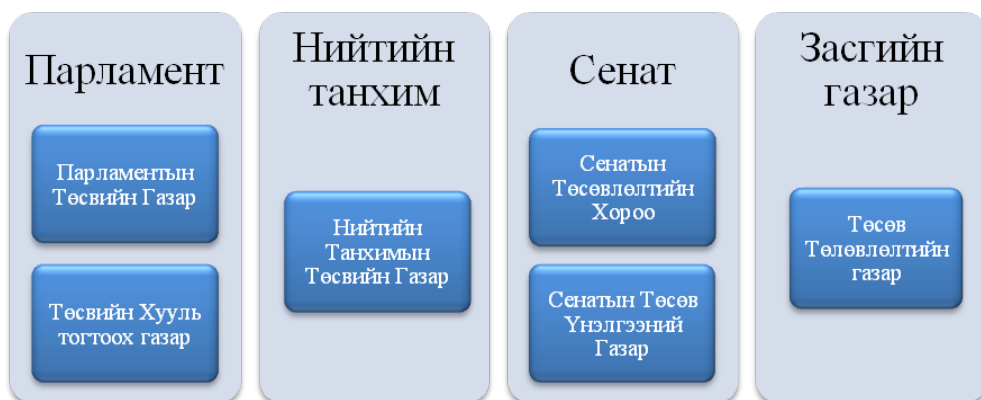 Парламент
Парламентын
Төсвийн Газар
Төсвийн Хууль
тогтоох газар
Нийтийн
танхим
Нийтийн
Танхимын
Төсвийн Газар
Сенат
Сенатын
Төсөвлөлтийн
Хороо
Сенатын Төсөв
Үнэлгээний
Газар
Засгийн
газар
Төсөв
Төлөвлөлтийн
газар